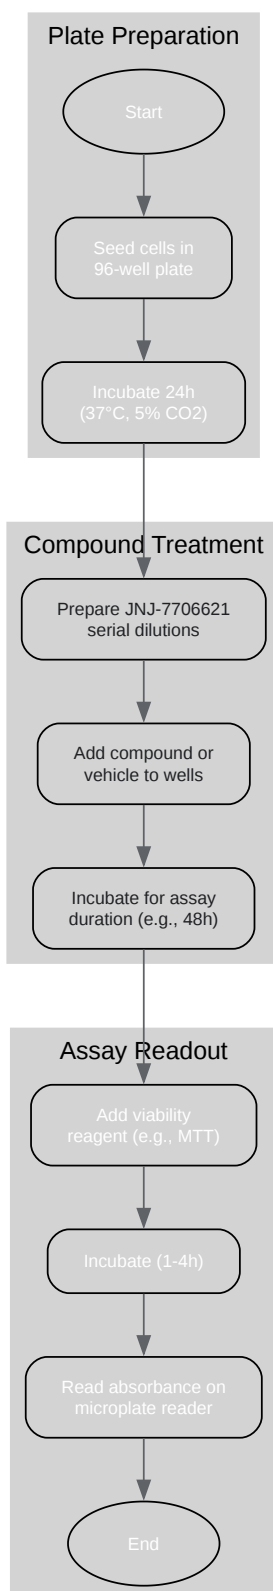 Plate Preparation
Start
Seed cells in
96-well plate
Incubate 24h
(37°C, 5% CO2)
Compound Treatment
Prepare JNJ-7706621
serial dilutions
Add compound or
vehicle to wells
Incubate for assay
duration (e.g., 48h)
Assay Readout
Add viability
reagent (e.g., MTT)
Incubate (1-4h)
Read absorbance on
microplate reader
End